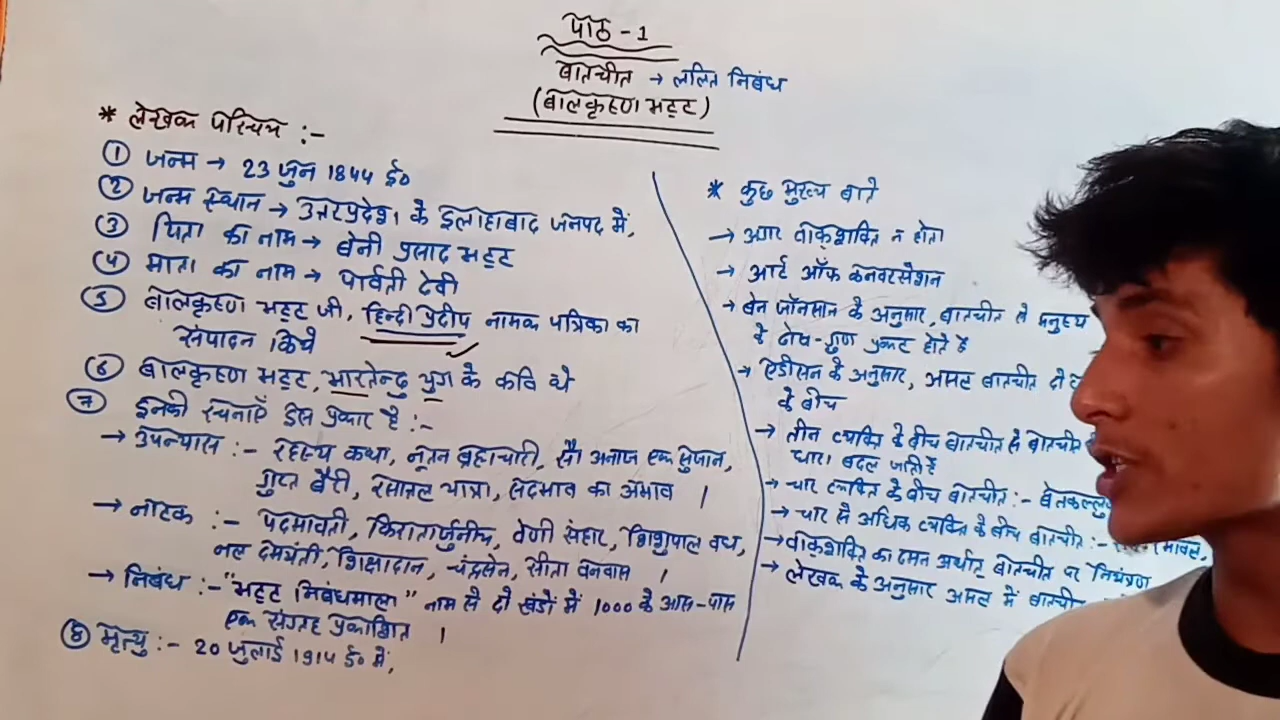 पाठ - 1
बातचीत → ललित निबंध
(बालकृष्ण भट्ट)
* लेखक परिचय :-
① जन्म → 23 जुन 1844 ई०
② जन्म स्थान → उत्तरप्रदेश के इलाहाबाद जनपद में,
③ पिता का नाम → बेनी प्रसाद भट्ट
④ माता का नाम → पार्वती देवी
⑤ बालकृष्ण भट्ट जी, हिन्दी प्रदीप नामक पत्रिका का
संपादन किये
⑥ बालकृष्ण भट्ट, भारतेन्दु युग के कवि थे
⑦ इनकी रचनाएँ इस प्रकार है :-
→ उपन्यास :- रहस्य कथा, नूतन ब्रह्मचारी, सौ अजान एक सुजान,
गुप्त बैरी, रसातल यात्रा, सदभाव का अभाव ।
→ नाटक :- पदमावती, किरातार्जुनीय, वेणी संहार, शिशुपाल वध,
नल दमयंती, शिक्षादान, चंद्रसेन, सीता वनवास ।
→ निबंध :- "भट्ट निबंधमाला" नाम से दो खंडों में 1000 के आस-पास
एक संग्रह प्रकाशित ।
⑧ मृत्यु :- 20 जुलाई 1914 ई० में,
* कुछ मुख्य बाते
→ अगर वाक्शक्ति न होता
→ आर्ट ऑफ कनवरसेशन
→ बेन जॉनसान के अनुसार, बातचीत से मनुष्य
के दोष-गुण प्रकट होते है
→ ऐडीसन के अनुसार, असल बातचीत दो
के बीच
→ तीन व्यक्ति के बीच बातचीत से बातचीत
धारा बदल जाती है
→ चार व्यक्ति के बीच बातचीत :-
→ चार से अधिक व्यक्ति के बीच बातचीत :-
→ वाक्शक्ति का दमन अर्थात् बातचीत पर नियंत्रण
→ लेखक के अनुसार असल में बातचीत